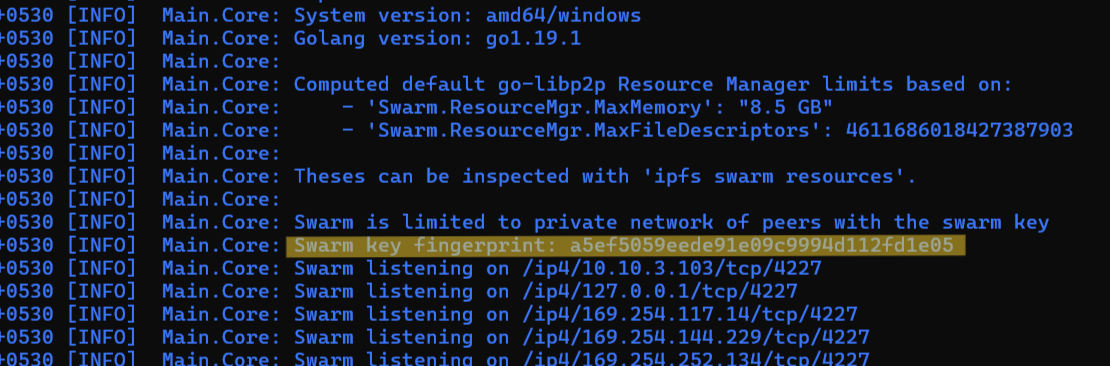 +0530 [INFO]  Main.Core: System version: amd64/windows
+0530 [INFO]  Main.Core: Golang version: go1.19.1
+0530 [INFO]  Main.Core:
+0530 [INFO]  Main.Core: Computed default go-libp2p Resource Manager limits based on:
+0530 [INFO]  Main.Core:     - 'Swarm.ResourceMgr.MaxMemory': "8.5 GB"
+0530 [INFO]  Main.Core:     - 'Swarm.ResourceMgr.MaxFileDescriptors': 4611686018427387903
+0530 [INFO]  Main.Core:
+0530 [INFO]  Main.Core: Theses can be inspected with 'ipfs swarm resources'.
+0530 [INFO]  Main.Core:
+0530 [INFO]  Main.Core: Swarm is limited to private network of peers with the swarm key
+0530 [INFO]  Main.Core: Swarm key fingerprint: a5ef5059eede91e09c9994d112fd1e05
+0530 [INFO]  Main.Core: Swarm listening on /ip4/10.10.3.103/tcp/4227
+0530 [INFO]  Main.Core: Swarm listening on /ip4/127.0.0.1/tcp/4227
+0530 [INFO]  Main.Core: Swarm listening on /ip4/169.254.117.14/tcp/4227
+0530 [INFO]  Main.Core: Swarm listening on /ip4/169.254.144.229/tcp/4227
+0530 [INFO]  Main.Core: Swarm listening on /ip4/169.254.252.134/tcp/4227